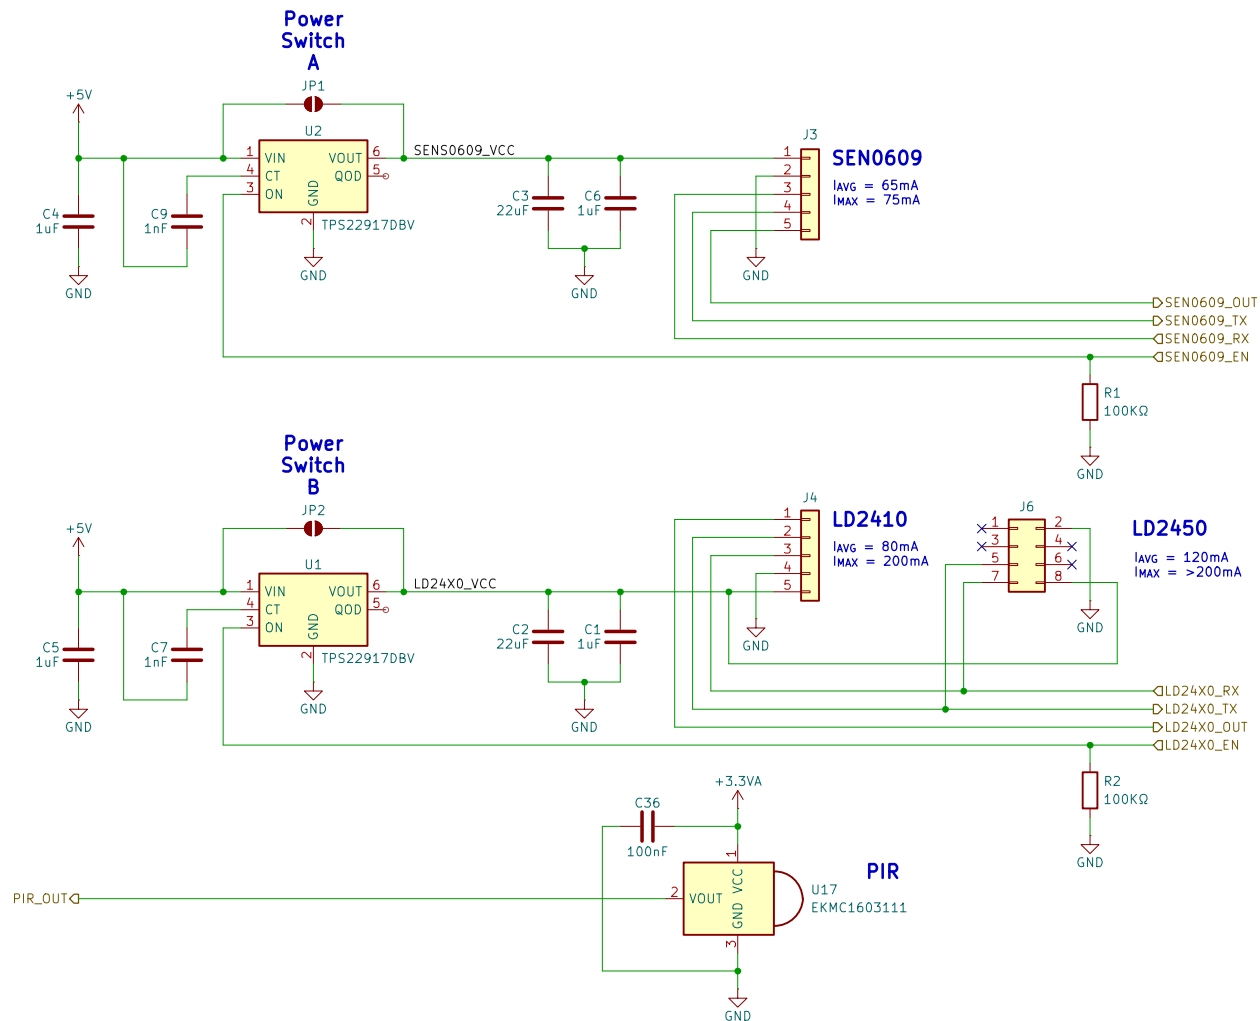 Power
Switch
A
JP1
+5V
U2
1 VIN
4 CT
3 ON
VOUT 6
QOD 5
GND
2
TPS22917DBV
SENS0609_VCC
C4
1uF
C9
1nF
C3
22uF
C6
1uF
GND
GND
GND
GND
J3
1
2
3
4
5
SEN0609
IAVG = 65mA
IMAX = 75mA
SEN0609_OUT
SEN0609_TX
SEN0609_RX
SEN0609_EN
R1
100KΩ
GND
Power
Switch
B
JP2
+5V
U1
1 VIN
4 CT
3 ON
VOUT 6
QOD 5
GND
2
TPS22917DBV
LD24X0_VCC
C5
1uF
C7
1nF
C2
22uF
C1
1uF
GND
GND
GND
GND
J4
1
2
3
4
5
LD2410
IAVG = 80mA
IMAX = 200mA
J6
1 2
3 4
5 6
7 8
LD2450
IAVG = 120mA
IMAX = >200mA
GND
LD24X0_RX
LD24X0_TX
LD24X0_OUT
LD24X0_EN
R2
100KΩ
GND
+3.3VA
C36
100nF
1
PIR
PIR_OUT
2 VOUT
VCC
GND
3
U17
EKMC1603111
GND